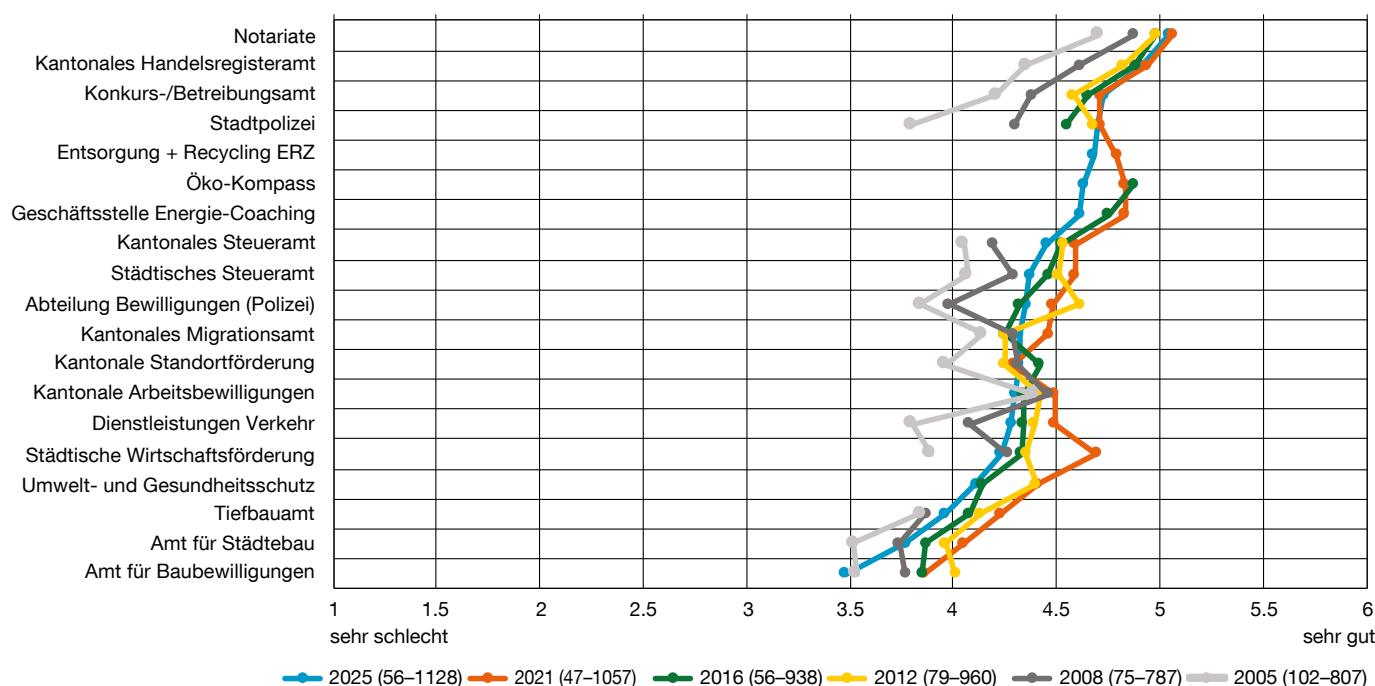 Notariate
Kantonales Handelsregisteramt
Konkurs-/Betreibungsamt
Stadtpolizei
Entsorgung + Recycling ERZ
Öko-Kompass
Geschäftsstelle Energie-Coaching
Kantonales Steueramt
Städtisches Steueramt
Abteilung Bewilligungen (Polizei)
Kantonales Migrationsamt
Kantonale Standortförderung
Kantonale Arbeitsbewilligungen
Dienstleistungen Verkehr
Städtische Wirtschaftsförderung
Umwelt- und Gesundheitsschutz
Tiefbauamt
Amt für Städtebau
Amt für Baubewilligungen
1 1.5 2 2.5 3 3.5 4 4.5 5 5.5 6
sehr schlecht sehr gut
2025 (56–1128) 2021 (47–1057) 2016 (56–938) 2012 (79–960) 2008 (75–787) 2005 (102–807)